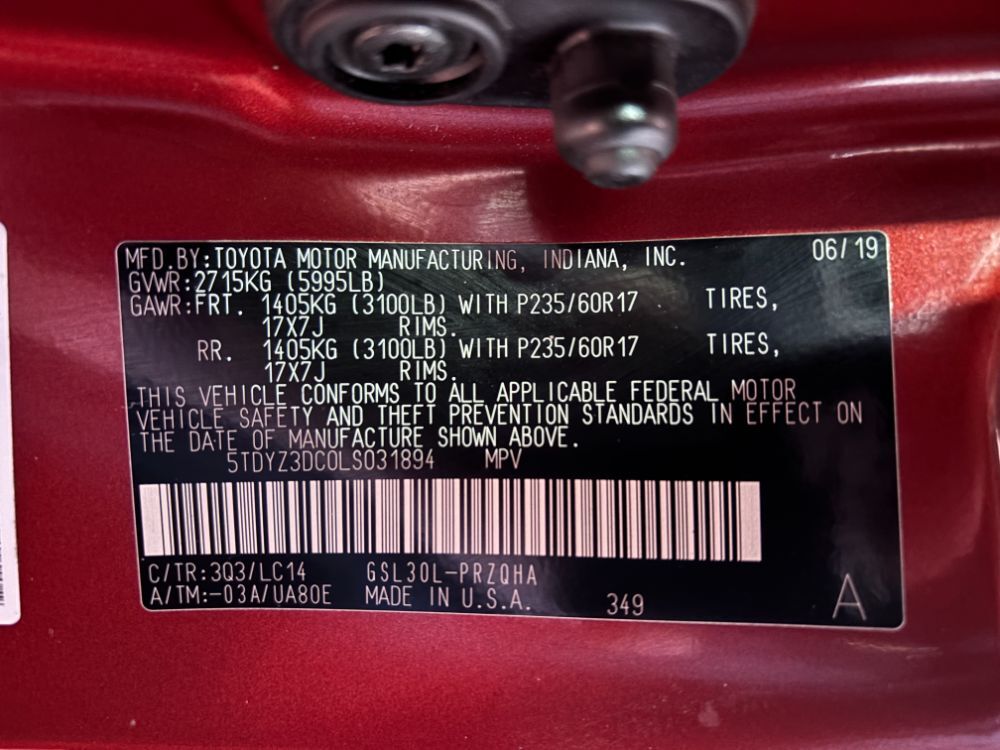 MFD.BY:TOYOTA MOTOR MANUFACTURING, INDIANA, INC. 06/19
GVWR:2715KG (5995LB)
GAWR:FRT. 1405KG (3100LB) WITH P235/60R17 TIRES,
17X7J RIMS.
RR. 1405KG (3100LB) WITH P235/60R17 TIRES,
17X7J RIMS.
THIS VEHICLE CONFORMS TO ALL APPLICABLE FEDERAL MOTOR
VEHICLE SAFETY AND THEFT PREVENTION STANDARDS IN EFFECT ON
THE DATE OF MANUFACTURE SHOWN ABOVE.
5TDYZ3DC0LS031894 MPV
C/TR:3Q3/LC14 GSL30L-PRZQHA
A/TM:-03A/UA80E MADE IN U.S.A. 349 A